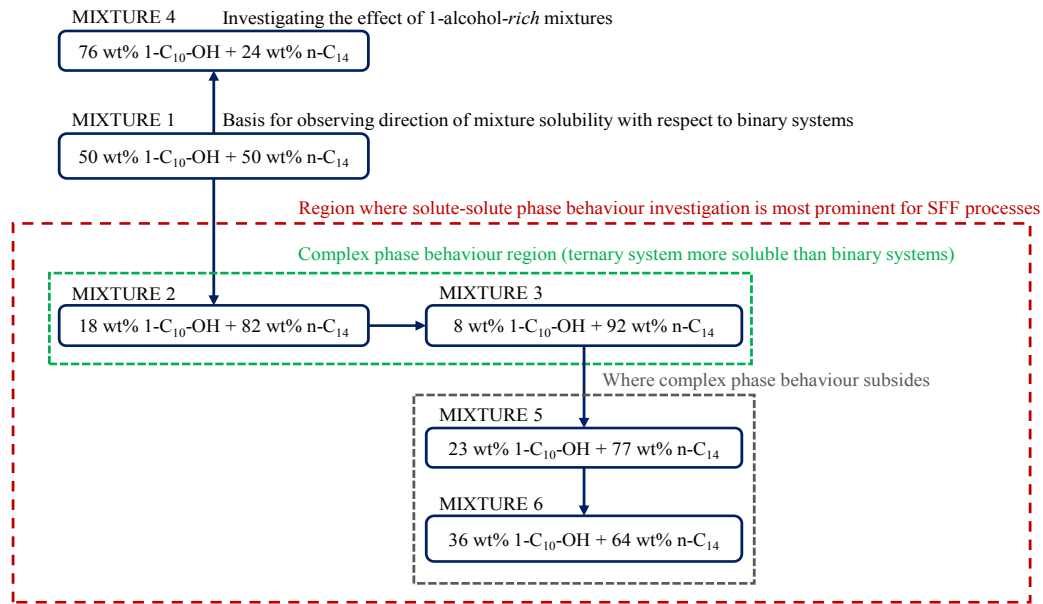 MIXTURE 4 Investigating the effect of 1-alcohol-rich mixtures
76 wt% 1-C₁₀-OH + 24 wt% n-C₁₄
MIXTURE 1 Basis for observing direction of mixture solubility with respect to binary systems
50 wt% 1-C₁₀-OH + 50 wt% n-C₁₄
Region where solute-solute phase behaviour investigation is most prominent for SFF processes
Complex phase behaviour region (ternary system more soluble than binary systems)
MIXTURE 2 MIXTURE 3
18 wt% 1-C₁₀-OH + 82 wt% n-C₁₄ 8 wt% 1-C₁₀-OH + 92 wt% n-C₁₄
Where complex phase behaviour subsides
MIXTURE 5
23 wt% 1-C₁₀-OH + 77 wt% n-C₁₄
MIXTURE 6
36 wt% 1-C₁₀-OH + 64 wt% n-C₁₄